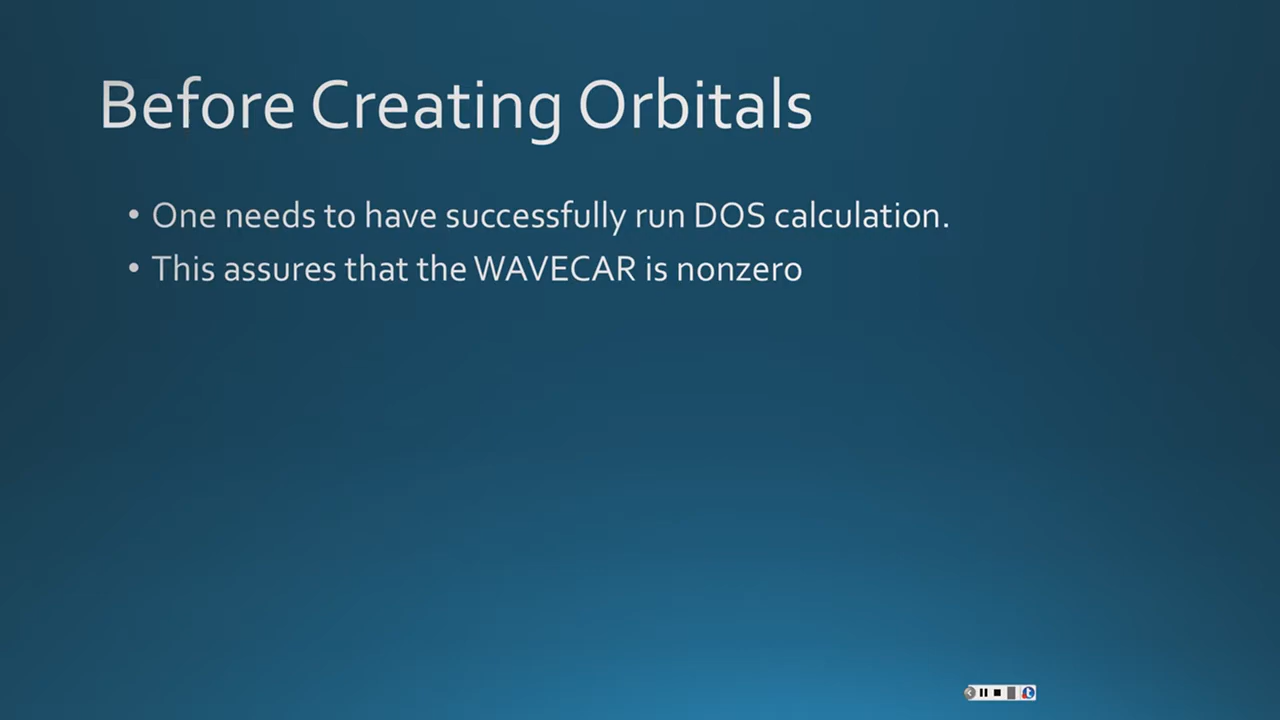 Before Creating Orbitals
• One needs to have successfully run DOS calculation.
• This assures that the WAVECAR is nonzero